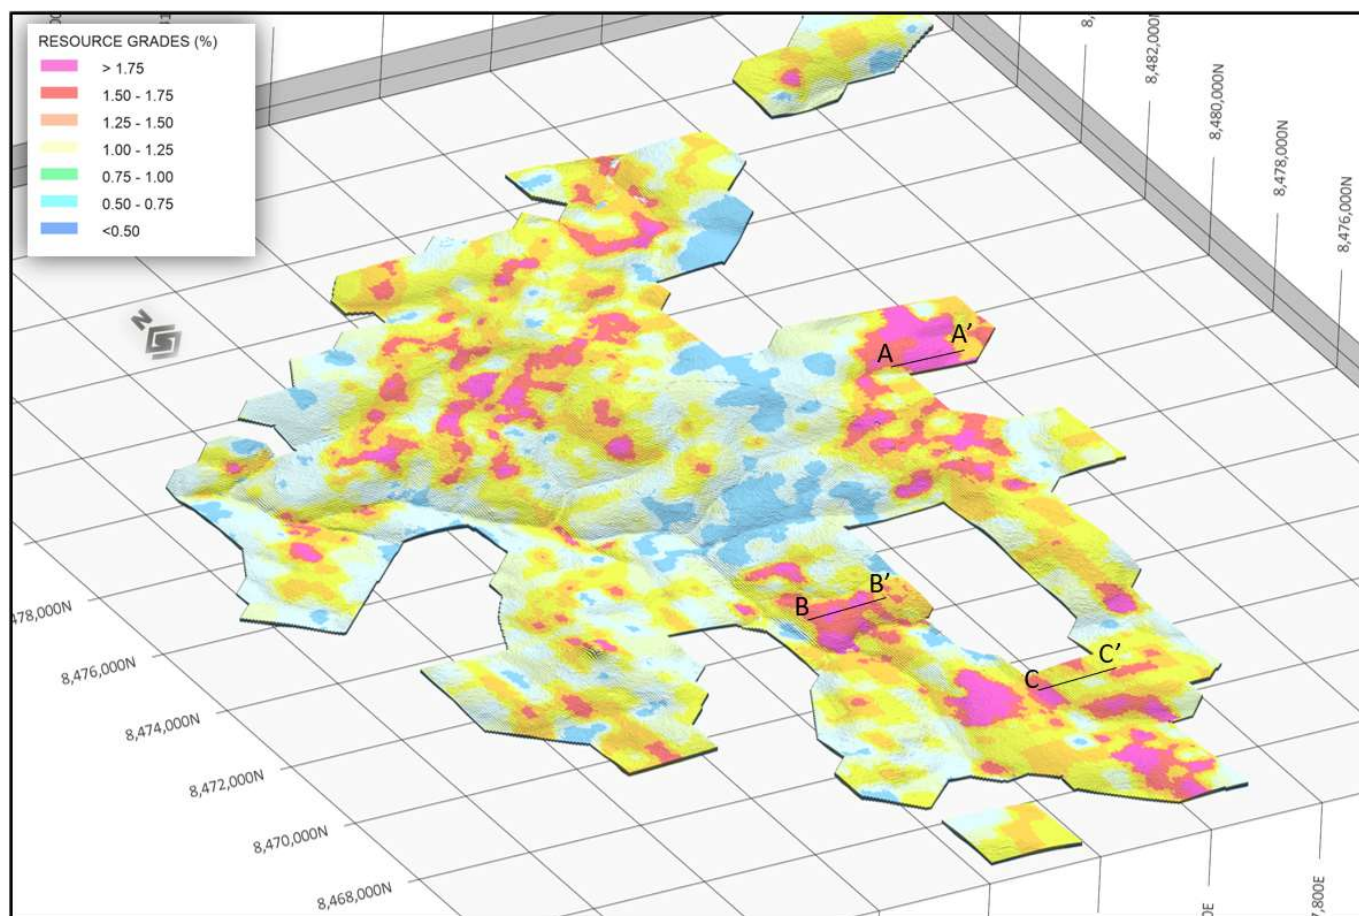 RESOURCE GRADES (%)
> 1.75
1.50 - 1.75
1.25 - 1.50
1.00 - 1.25
0.75 - 1.00
0.50 - 0.75
<0.50
8,482,000N
8,480,000N
8,478,000N
8,476,000N
N
A A’
B B’
C C’
478,000N
8,476,000N
8,474,000N
8,472,000N
8,470,000N
8,468,000N